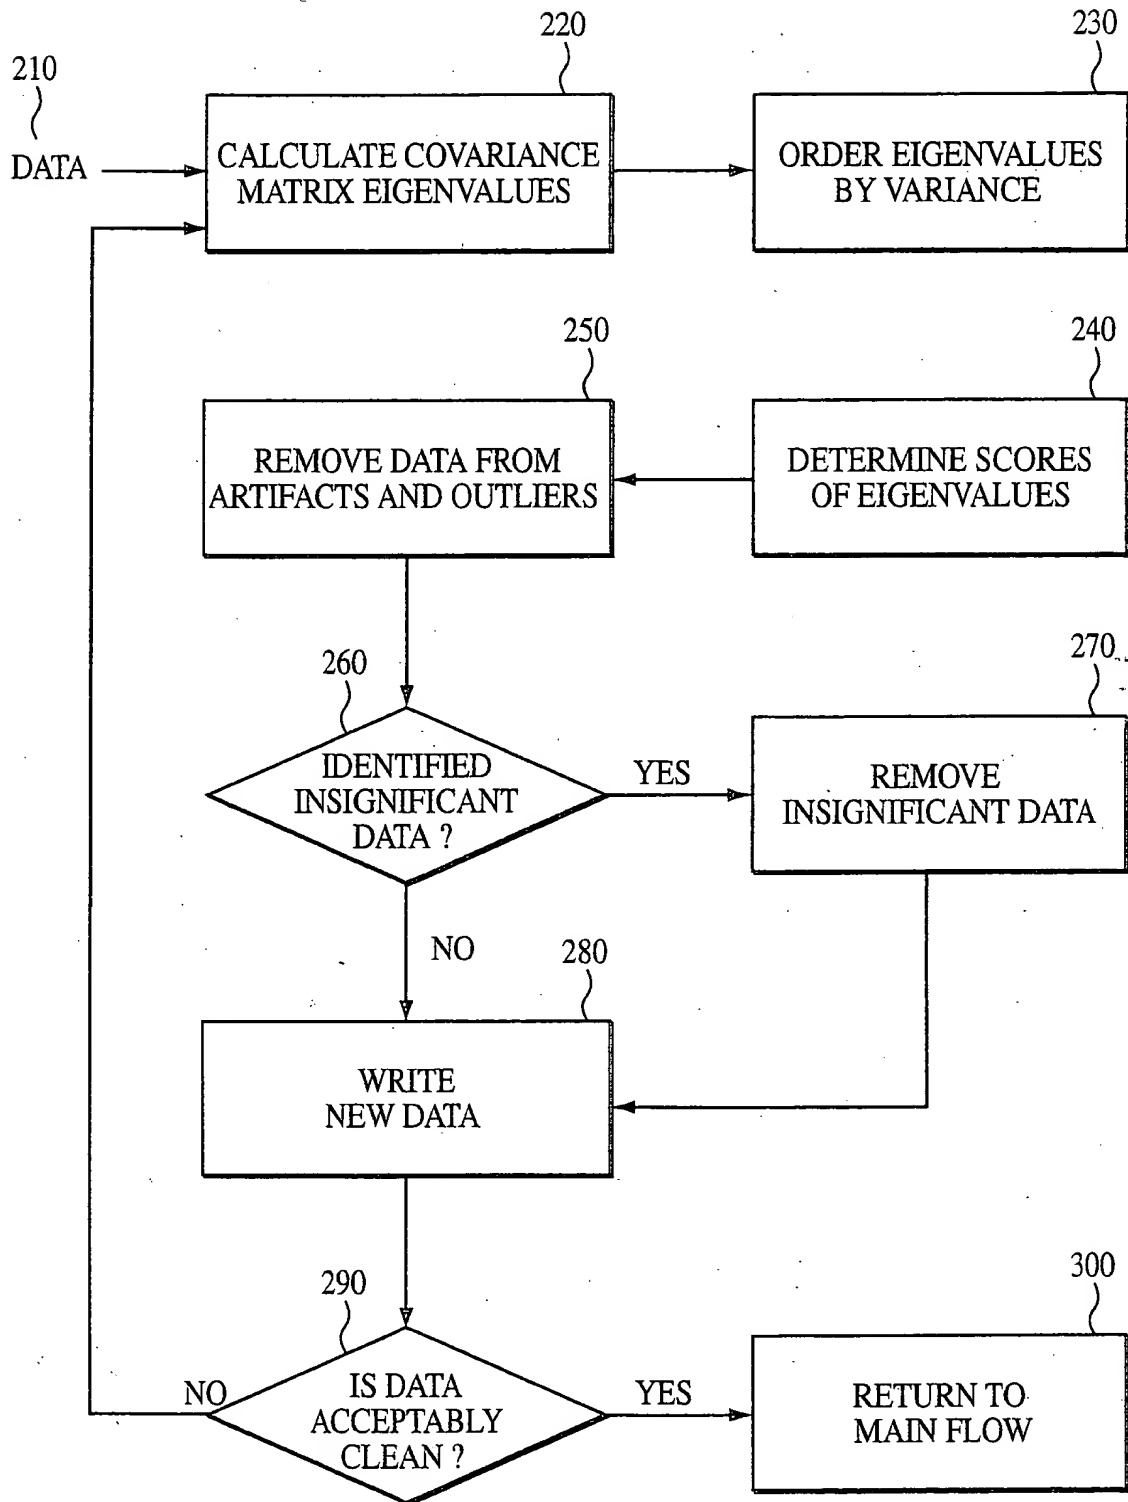 220
230
210
DATA
CALCULATE COVARIANCE
MATRIX EIGENVALUES
ORDER EIGENVALUES
BY VARIANCE
250
240
REMOVE DATA FROM
ARTIFACTS AND OUTLIERS
DETERMINE SCORES
OF EIGENVALUES
260
270
IDENTIFIED
INSIGNIFICANT
DATA ?
YES
REMOVE
INSIGNIFICANT DATA
NO
280
WRITE
NEW DATA
290
300
NO
IS DATA
ACCEPTABLY
CLEAN ?
YES
RETURN TO
MAIN FLOW